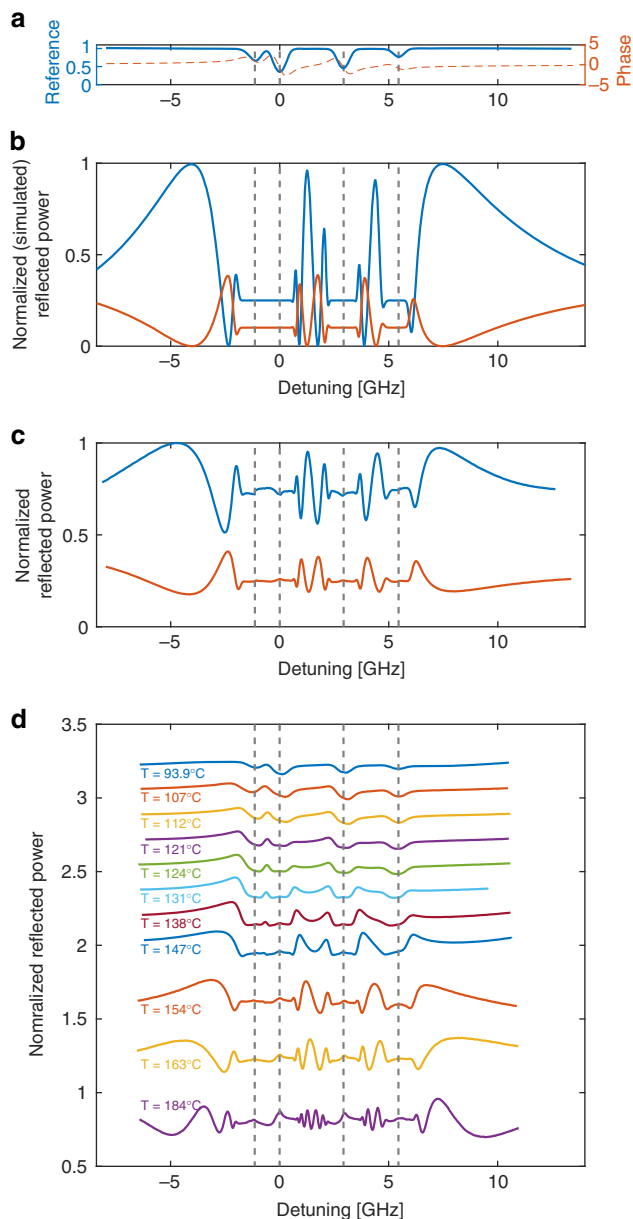 a
Reference
1
0.5
0
5
0
−5
Phase
−5
0
5
10
b
Normalized (simulated)
reflected power
1
0.5
0
−5
0
5
10
Detuning [GHz]
c
Normalized
reflected power
1
0.5
0
−5
0
5
10
Detuning [GHz]
d
Nomralized reflected power
3.5
3
2.5
2
1.5
1
0.5
T = 93.9°C
T = 107°C
T = 112°C
T = 121°C
T = 124°C
T = 131°C
T = 138°C
T = 147°C
T = 154°C
T = 163°C
T = 184°C
−5
0
5
10
Detuning [GHz]